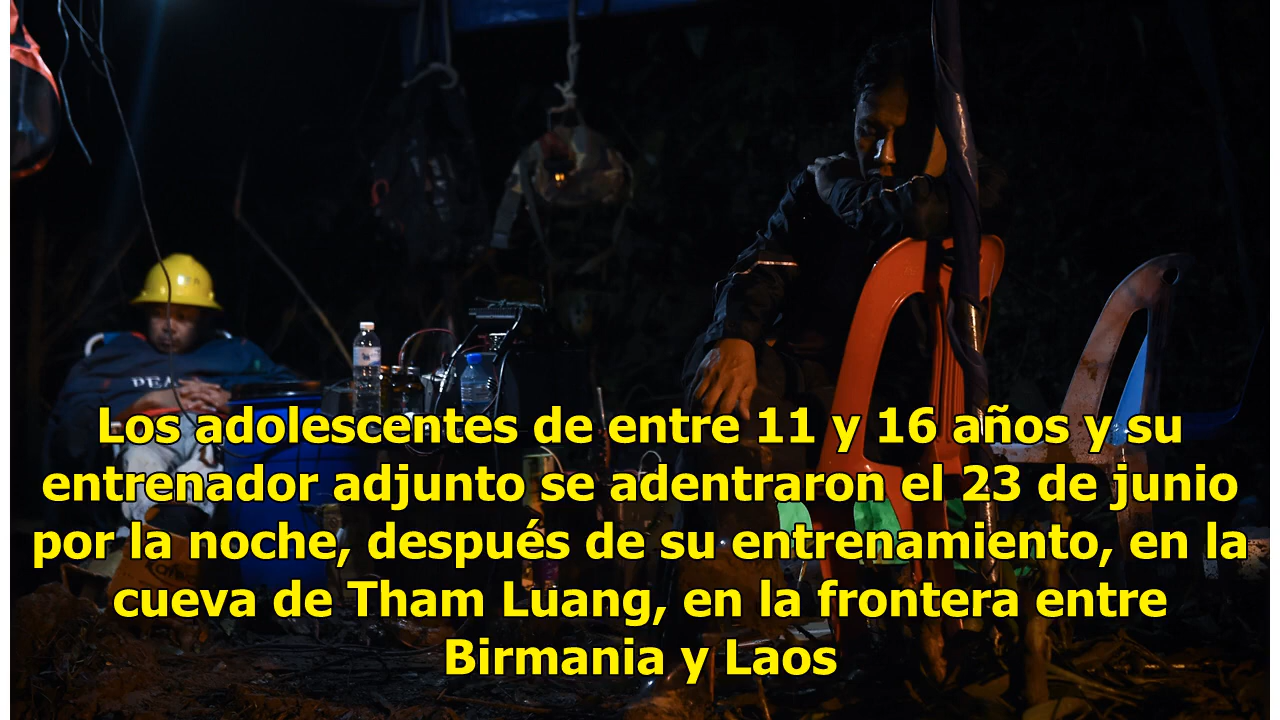 PEA
Los adolescentes de entre 11 y 16 años y su
entrenador adjunto se adentraron el 23 de junio
por la noche, después de su entrenamiento, en la
cueva de Tham Luang, en la frontera entre
Birmania y Laos